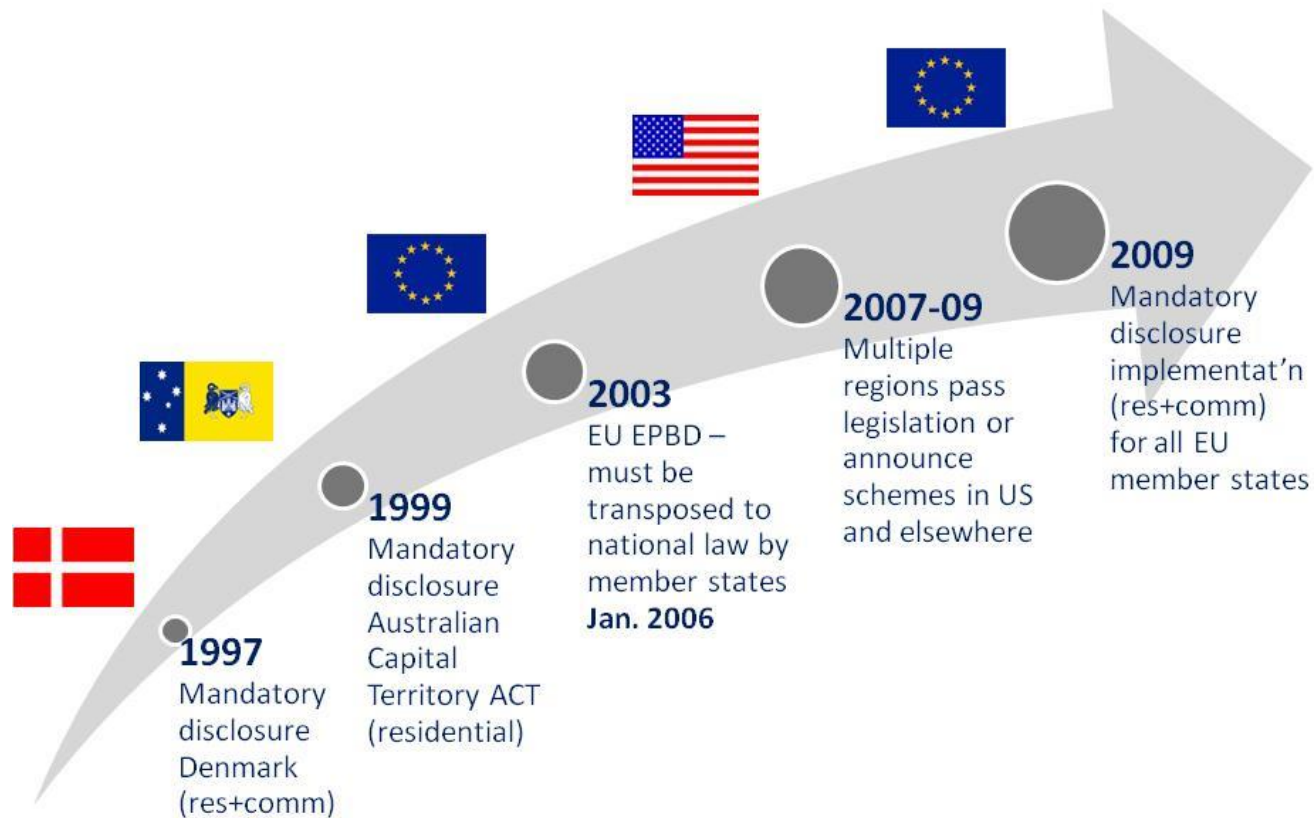 1997
Mandatory
disclosure
Denmark
(res+comm)
1999
Mandatory
disclosure
Australian
Capital
Territory ACT
(residential)
2003
EU EPBD –
must be
transposed to
national law by
member states
Jan. 2006
2007-09
Multiple
regions pass
legislation or
announce
schemes in US
and elsewhere
2009
Mandatory
disclosure
implementat'n
(res+comm)
for all EU
member states